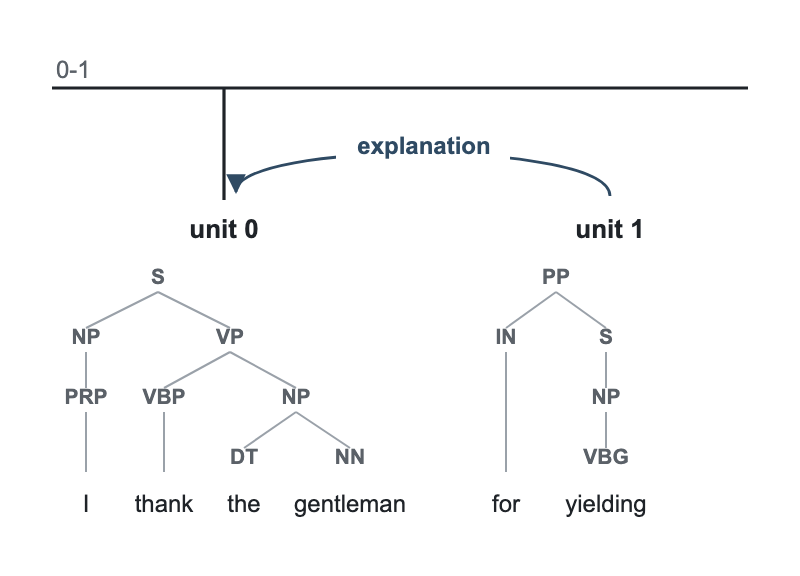 0-1
explanation
unit 0 unit 1
S PP
NP VP IN S
PRP VBP NP NP
DT NN VBG
I thank the gentleman for yielding